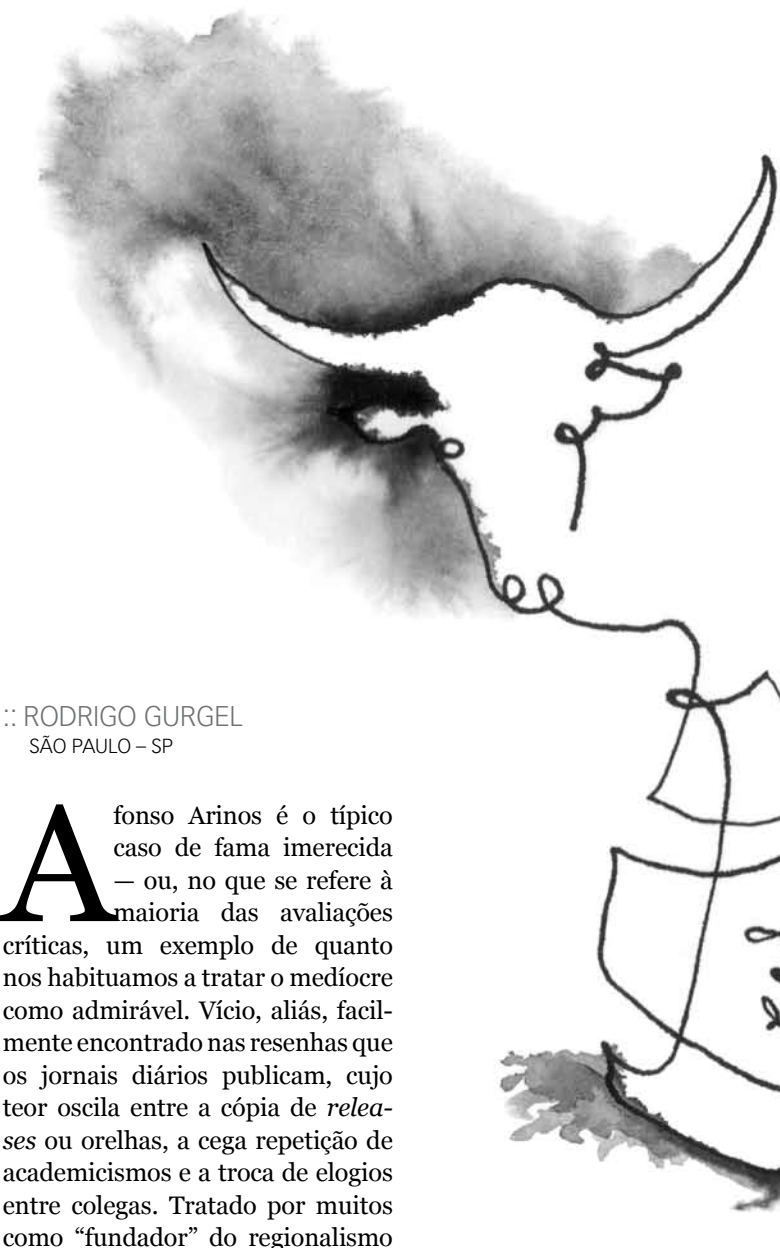 :: RODRIGO GURGEL
SÃO PAULO – SP
Afonso Arinos é o típico
caso de fama imerecida
— ou, no que se refere à
maioria das avaliações
críticas, um exemplo de quanto
nos habituamos a tratar o medíocre
como admirável. Vício, aliás, facil-
mente encontrado nas resenhas que
os jornais diários publicam, cujo
teor oscila entre a cópia de relea-
ses ou orelhas, a cega repetição de
academicismos e a troca de elogios
entre colegas. Tratado por muitos
como “fundador” do regionalismo